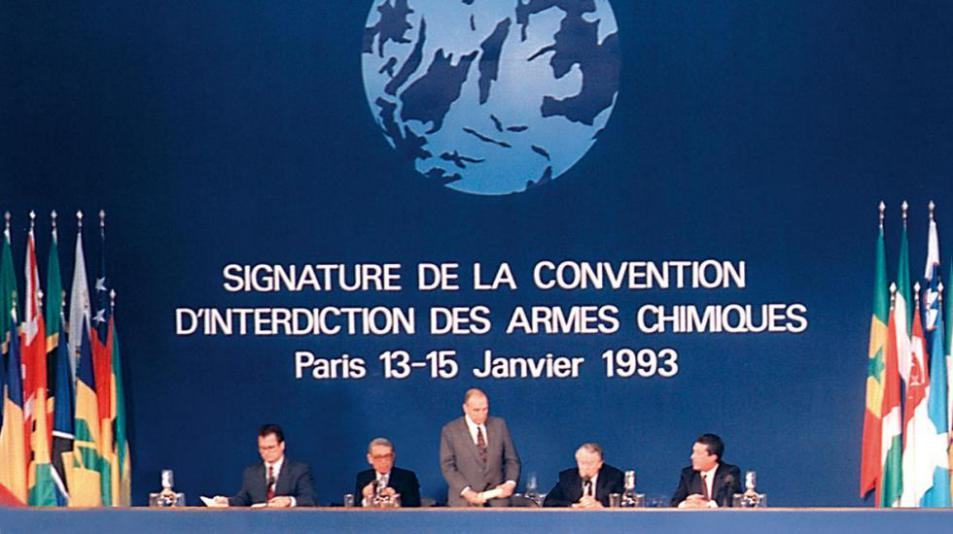 SIGNATURE DE LA CONVENTION
D'INTERDICTION DES ARMES CHIMIQUES
Paris 13-15 Janvier 1993